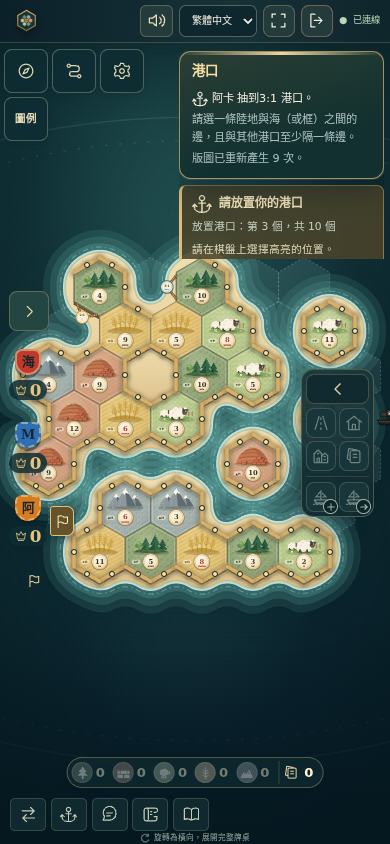 繁體中文
已連線
圖例
港口
阿卡 抽到3:1 港口。
請選一條陸地與海（或框）之間的
邊，且與其他港口至少隔一條邊。
版圖已重新產生 9 次。
請放置你的港口
放置港口：第 3 個，共 10 個
請在棋盤上選擇高亮的位置。
4
10
9
5
8
11
4
9
10
5
海
0
12
6
3
M
0
9
10
阿
0
6
3
11
5
8
3
2
0
0
0
0
0
0
旋轉為橫向，展開完整牌桌